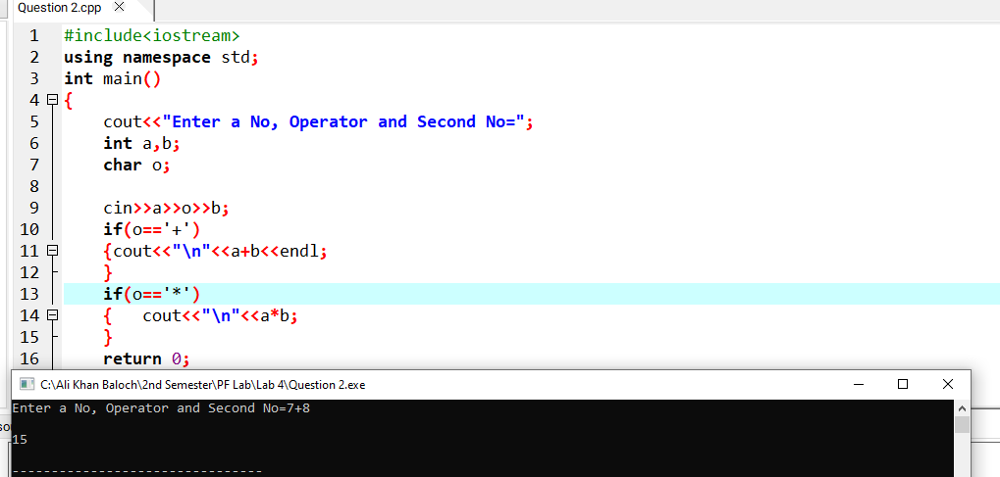 Question 2.cpp ✕
1 #include<iostream>
2 using namespace std;
3 int main()
4 {
5 cout<<"Enter a No, Operator and Second No=";
6 int a,b;
7 char o;
8
9 cin>>a>>o>>b;
10 if(o=='+')
11 {cout<<"\n"<<a+b<<endl;
12 }
13 if(o=='*')
14 {   cout<<"\n"<<a*b;
15 }
16 return 0;
C:\Ali Khan Baloch\2nd Semester\PF Lab\Lab 4\Question 2.exe
Enter a No, Operator and Second No=7+8
15
--------------------------------